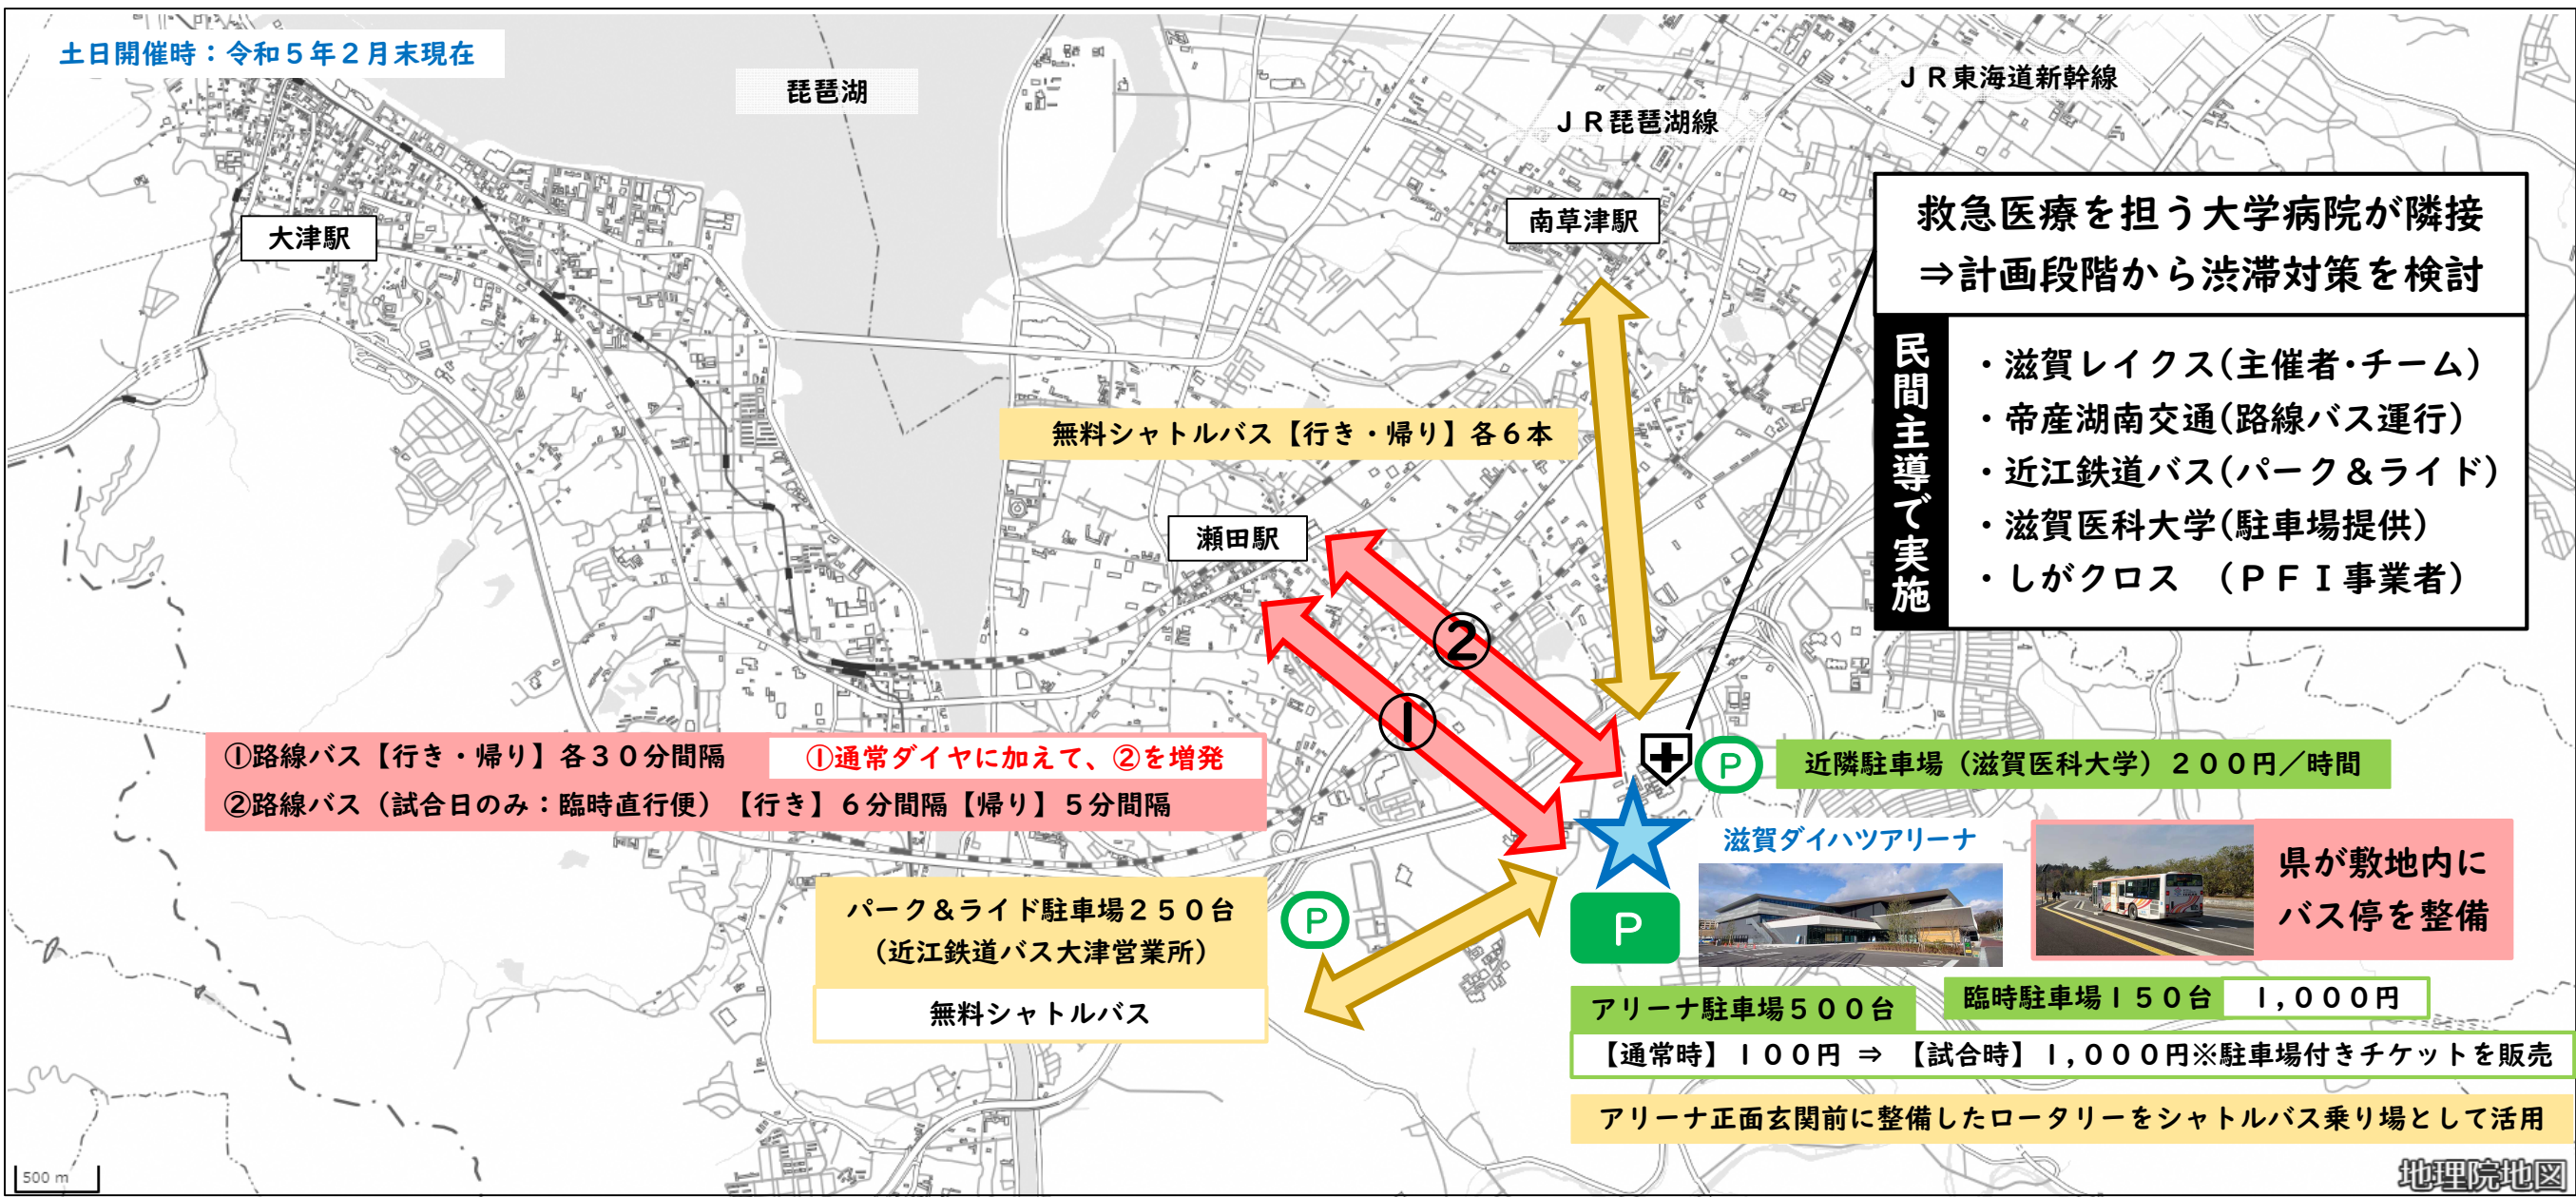 土日開催時：令和５年２月末現在
琵琶湖
ＪＲ東海道新幹線
ＪＲ琵琶湖線
大津駅
南草津駅
救急医療を担う大学病院が隣接
⇒計画段階から渋滞対策を検討
民間主導で実施
・滋賀レイクス(主催者・チーム)
・帝産湖南交通(路線バス運行)
・近江鉄道バス(パーク＆ライド)
・滋賀医科大学(駐車場提供)
・しがクロス　(ＰＦＩ事業者)
無料シャトルバス【行き・帰り】各６本
瀬田駅
②
①
①路線バス【行き・帰り】各３０分間隔
①通常ダイヤに加えて、②を増発
②路線バス（試合日のみ：臨時直行便）【行き】６分間隔【帰り】５分間隔
P
近隣駐車場（滋賀医科大学）２００円／時間
滋賀ダイハツアリーナ
県が敷地内に
バス停を整備
パーク＆ライド駐車場２５０台
(近江鉄道バス大津営業所)
無料シャトルバス
P
P
アリーナ駐車場５００台
臨時駐車場１５０台
１,０００円
【通常時】１００円 ⇒ 【試合時】１,０００円※駐車場付きチケットを販売
アリーナ正面玄関前に整備したロータリーをシャトルバス乗り場として活用
500 m
地理院地図